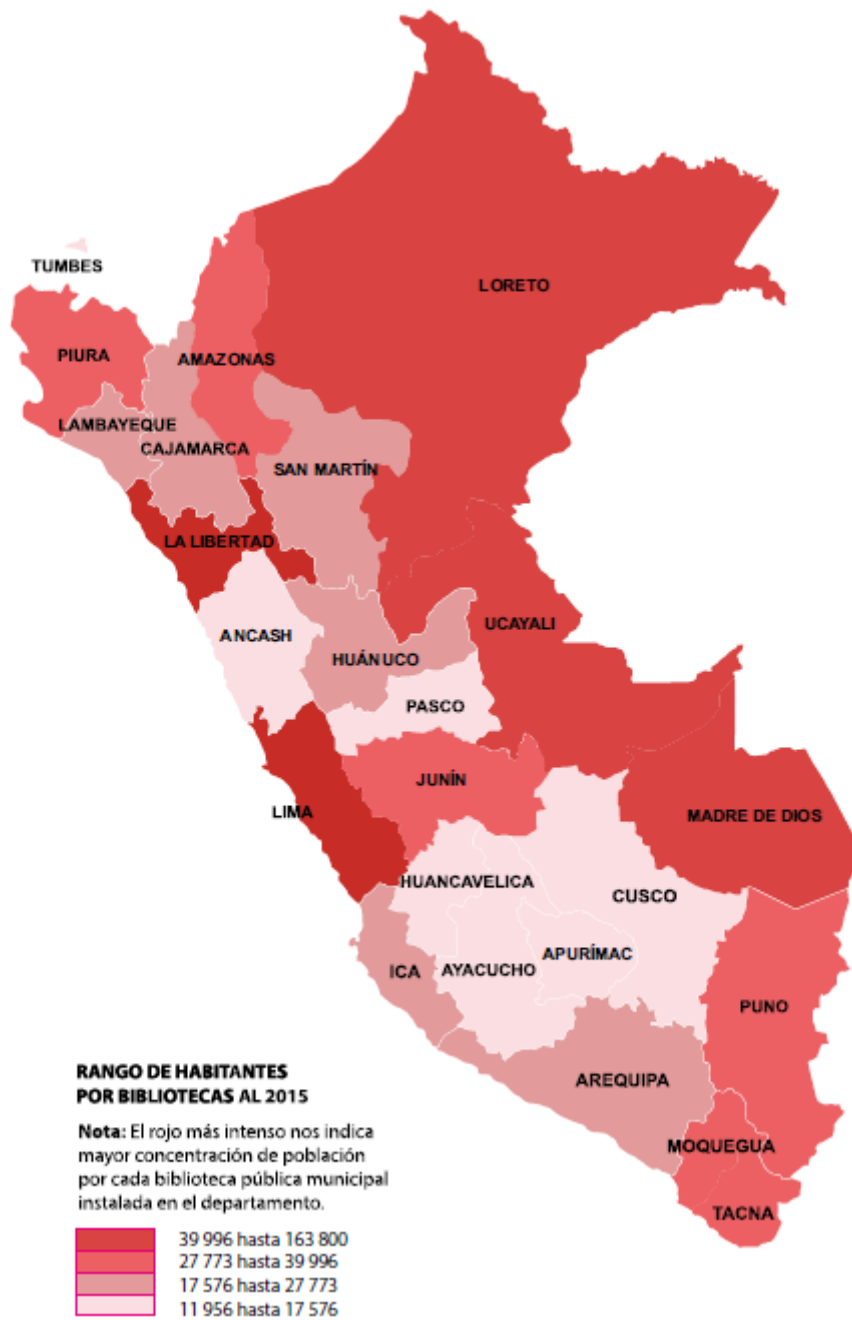 TUMBES
LORETO
PIURA
AMAZONAS
LAMBAYEQUE
CAJAMARCA
SAN MARTÍN
LA LIBERTAD
ANCASH
UCAYALI
HUÁNUCO
PASCO
JUNÍN
LIMA
MADRE DE DIOS
HUANCAVELICA
CUSCO
APURÍMAC
ICA
AYACUCHO
PUNO
AREQUIPA
MOQUEGUA
TACNA
RANGO DE HABITANTES
POR BIBLIOTECAS AL 2015
Nota: El rojo más intenso nos indica
mayor concentración de población
por cada biblioteca pública municipal
instalada en el departamento.
39 996 hasta 163 800
27 773 hasta 39 996
17 576 hasta 27 773
11 956 hasta 17 576